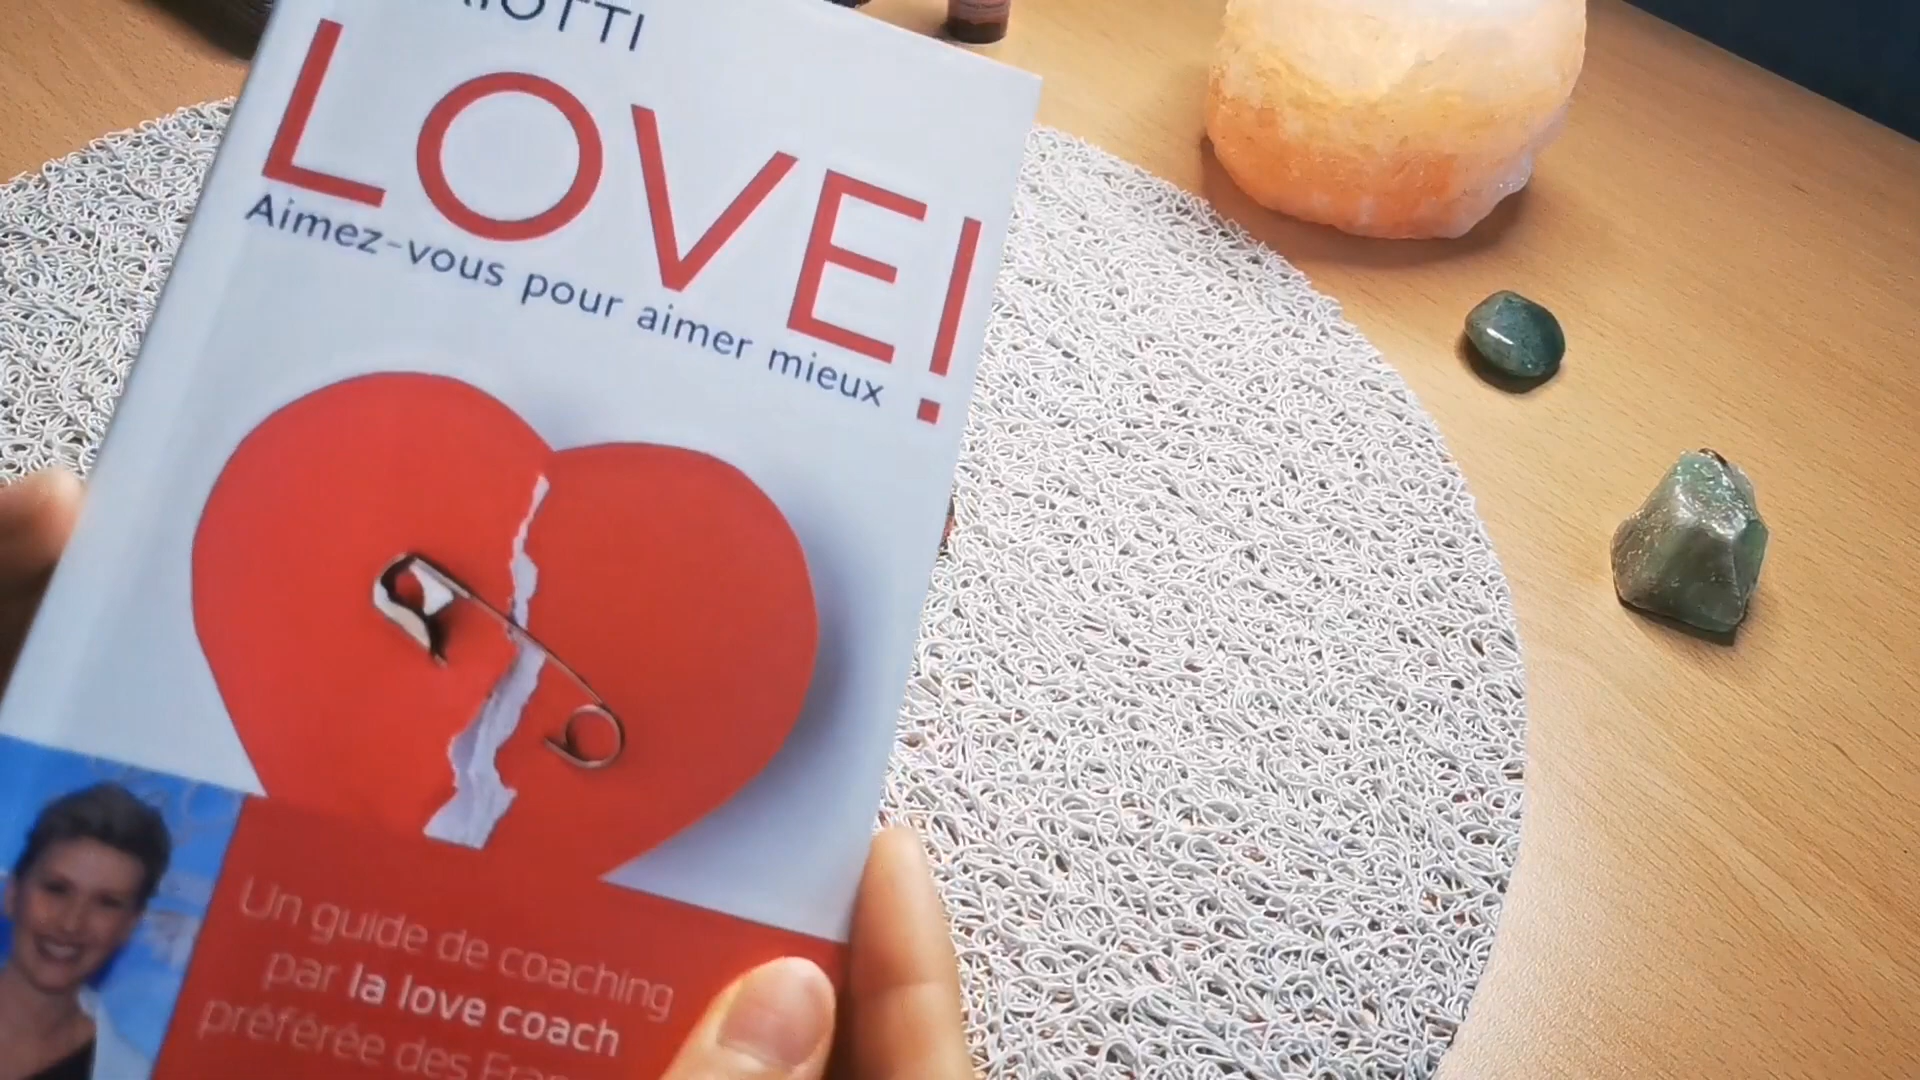 LOVE!
Aimez-vous pour aimer mieux
Un guide de coaching
par la love coach
préférée des